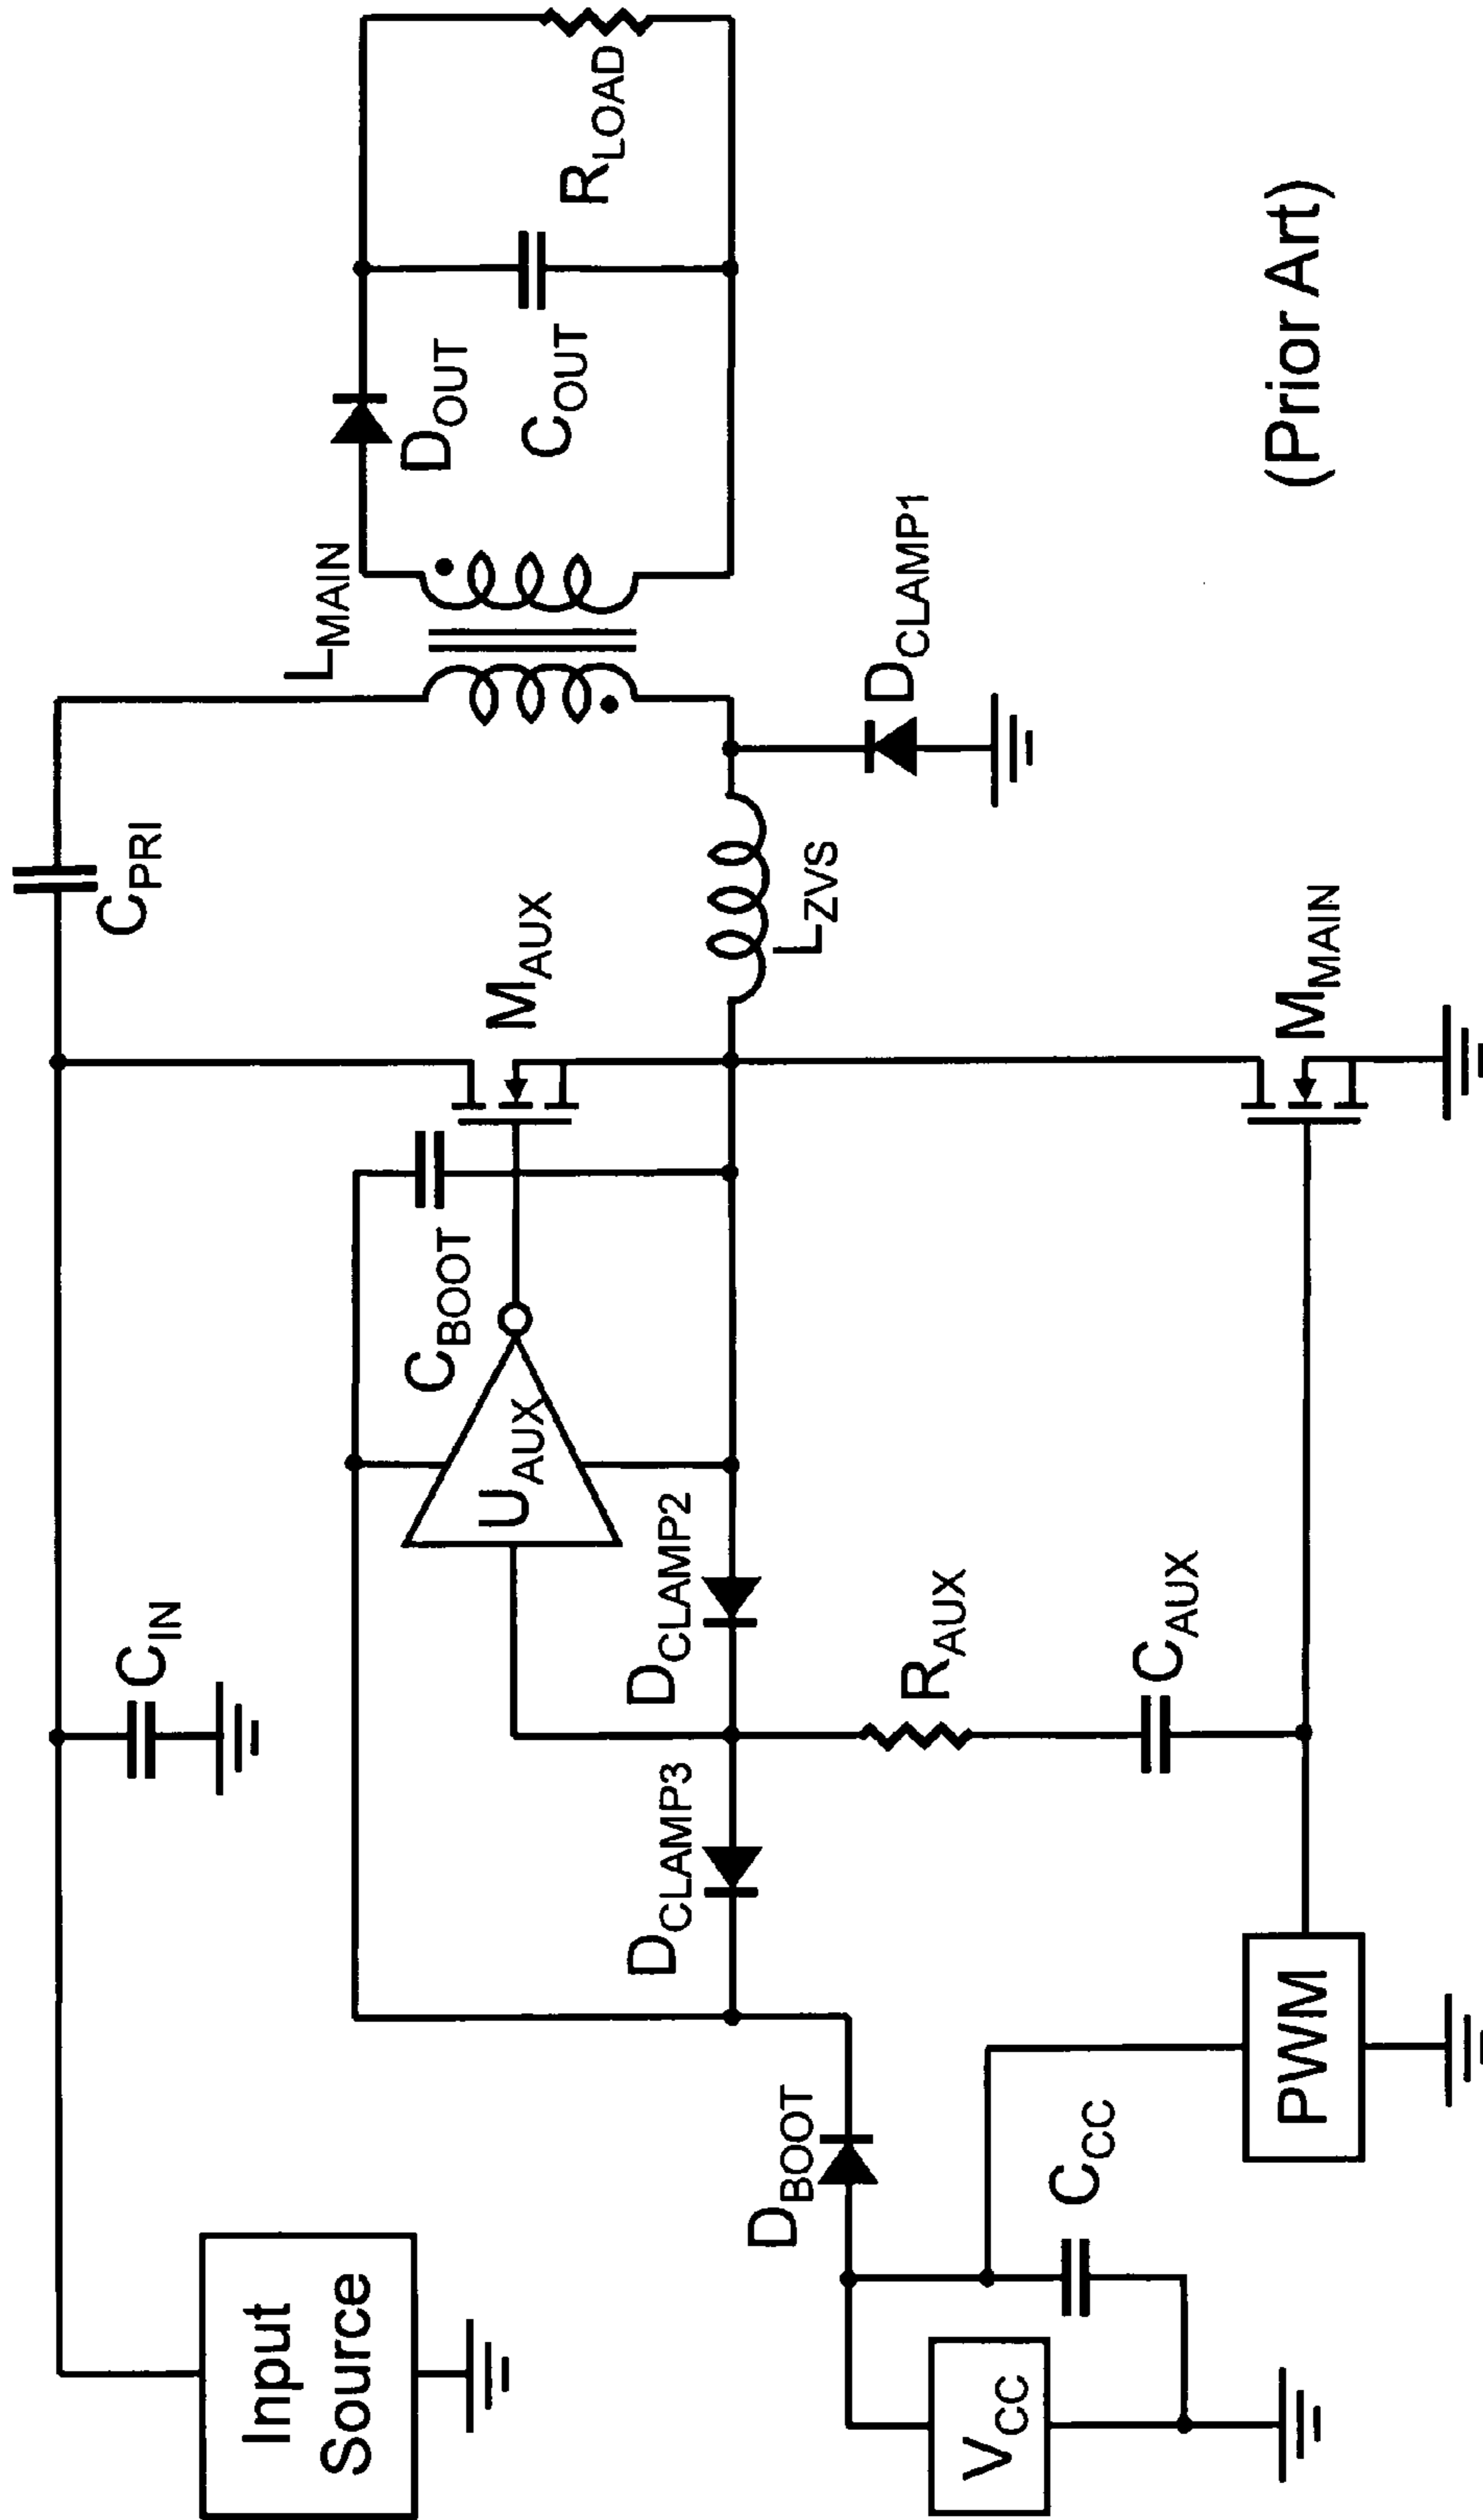 Input
Source
C_IN
C_PRI
L_MAIN
D_OUT
C_OUT
R_LOAD
C_BOOT
M_AUX
U_AUX
D_CLAMP3
D_CLAMP2
L_ZVS
D_CLAMP1
D_BOOT
R_AUX
V_CC
C_CC
C_AUX
PWM
M_MAIN
(Prior Art)